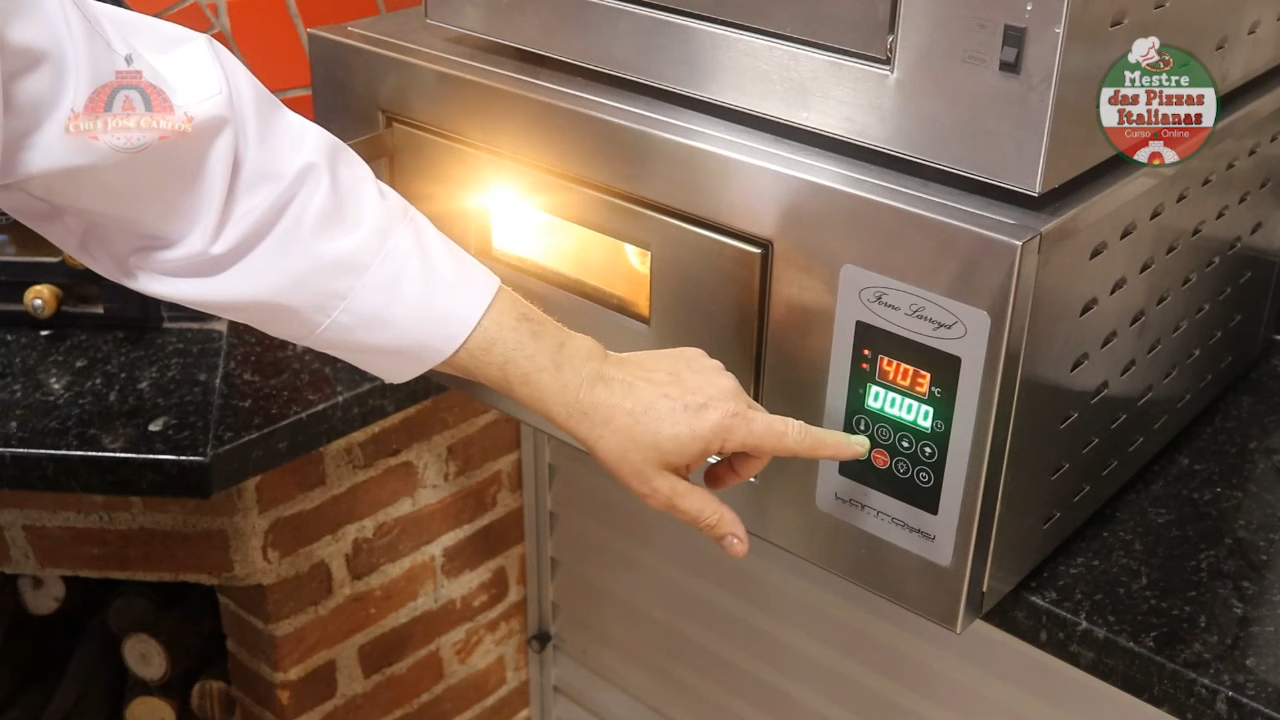 CHEF JOSÉ CARLOS
Mestre
das Pizzas
Italianas
Curso Online
Forno Larroyd
403 °C
00.00